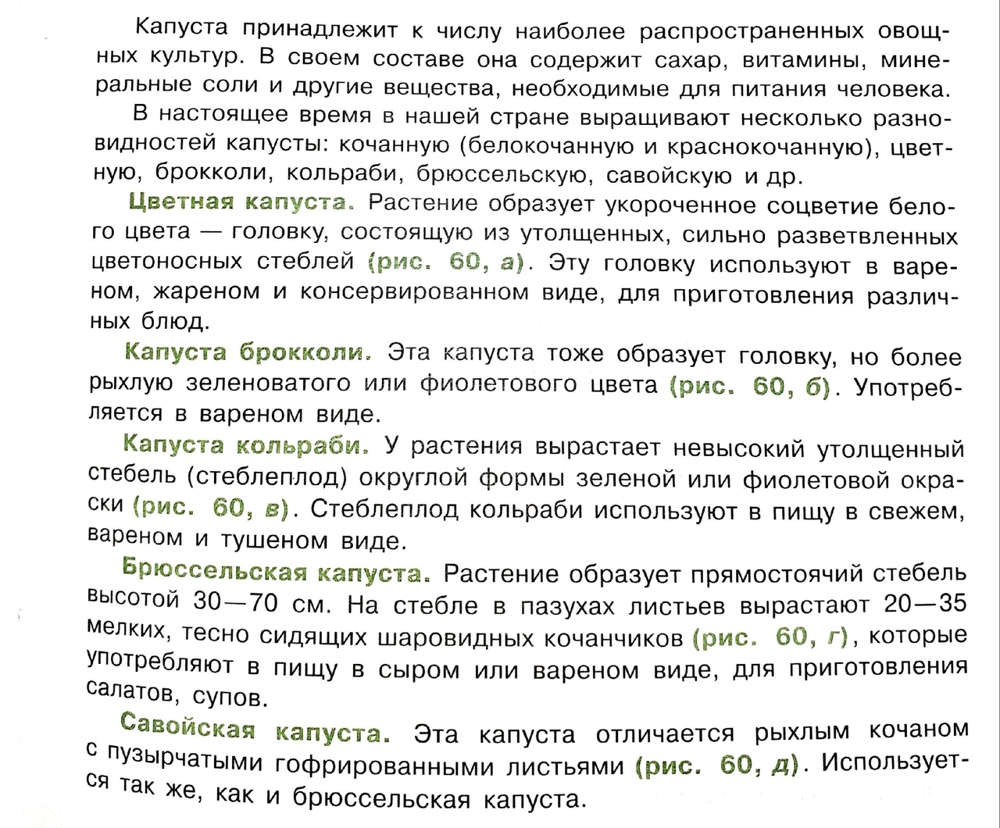 Капуста принадлежит к числу наиболее распространенных овощ-
ных культур. В своем составе она содержит сахар, витамины, мине-
ральные соли и другие вещества, необходимые для питания человека.
В настоящее время в нашей стране выращивают несколько разно-
видностей капусты: кочанную (белокочанную и краснокочанную), цвет-
ную, брокколи, кольраби, брюссельскую, савойскую и др.
Цветная капуста. Растение образует укороченное соцветие бело-
го цвета — головку, состоящую из утолщенных, сильно разветвленных
цветоносных стеблей (рис. 60, а). Эту головку используют в варе-
ном, жареном и консервированном виде, для приготовления различ-
ных блюд.
Капуста брокколи. Эта капуста тоже образует головку, но более
рыхлую зеленоватого или фиолетового цвета (рис. 60, б). Употреб-
ляется в вареном виде.
Капуста кольраби. У растения вырастает невысокий утолщенный
стебель (стеблеплод) округлой формы зеленой или фиолетовой окра-
ски (рис. 60, в). Стеблеплод кольраби используют в пищу в свежем,
вареном и тушеном виде.
Брюссельская капуста. Растение образует прямостоячий стебель
высотой 30—70 см. На стебле в пазухах листьев вырастают 20—35
мелких, тесно сидящих шаровидных кочанчиков (рис. 60, г), которые
употребляют в пищу в сыром или вареном виде, для приготовления
салатов, супов.
Савойская капуста. Эта капуста отличается рыхлым кочаном
с пузырчатыми гофрированными листьями (рис. 60, д). Использует-
ся так же, как и брюссельская капуста.